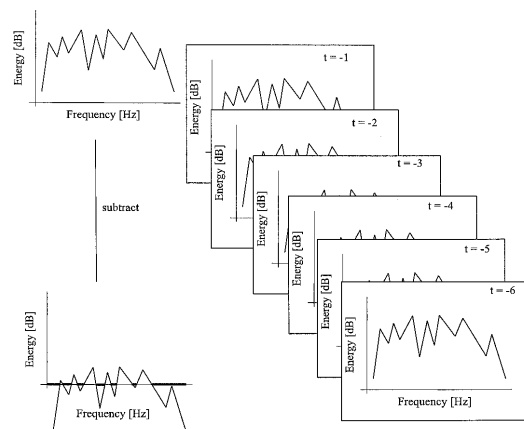 Energy [dB]
Frequency [Hz]
subtract
Energy [dB]
Frequency [Hz]
t = -1
Energy [dB]
t = -2
Energy [dB]
t = -3
Energy [dB]
t = -4
Energy [dB]
t = -5
Energy [dB]
t = -6
Energy [dB]
Frequency [Hz]